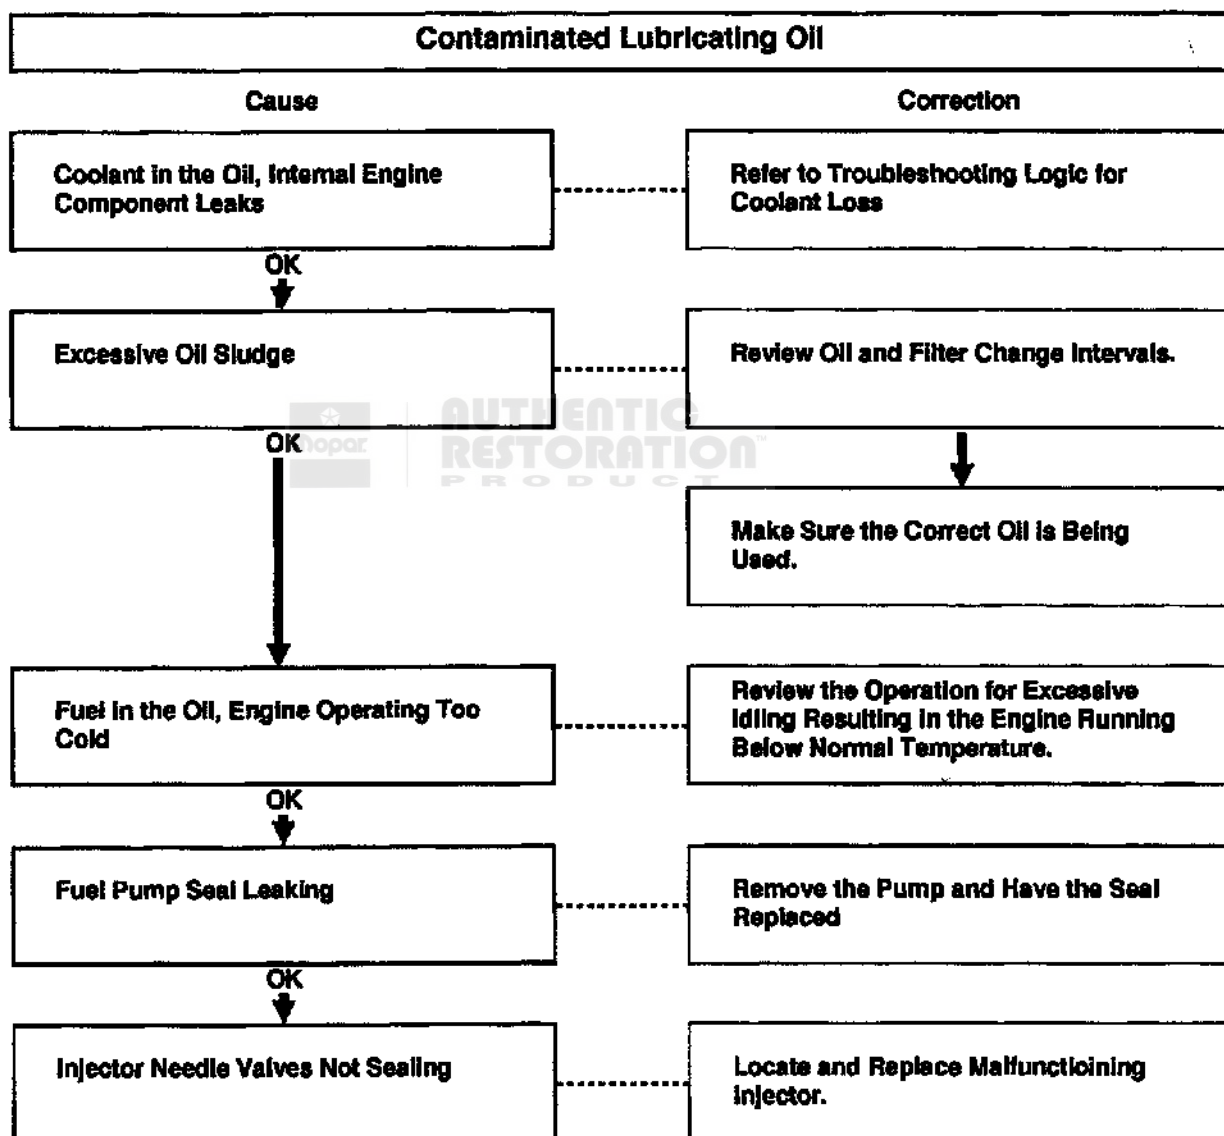 Contaminated Lubricating Oil
Cause
Correction
Coolant in the Oil, Internal Engine
Component Leaks
Refer to Troubleshooting Logic for
Coolant Loss
OK
Excessive Oil Sludge
Review Oil and Filter Change Intervals.
OK
Mopar
AUTHENTIC
RESTORATION™
PRODUCT
Make Sure the Correct Oil is Being
Used.
Fuel in the Oil, Engine Operating Too
Cold
Review the Operation for Excessive
Idling Resulting in the Engine Running
Below Normal Temperature.
OK
Fuel Pump Seal Leaking
Remove the Pump and Have the Seal
Replaced
OK
Injector Needle Valves Not Sealing
Locate and Replace Malfunctioining
Injector.